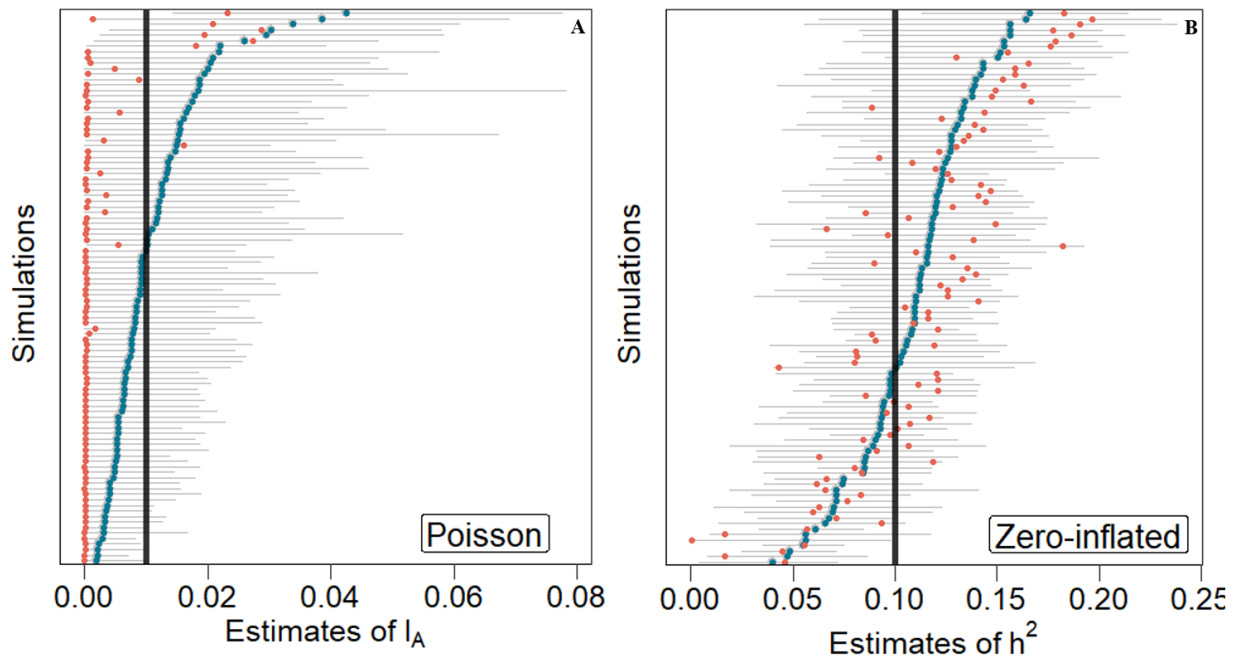 A
Simulations
Poisson
0.00 0.02 0.04 0.06 0.08
Estimates of I_A
B
Simulations
Zero-inflated
0.00 0.05 0.10 0.15 0.20 0.25
Estimates of h²